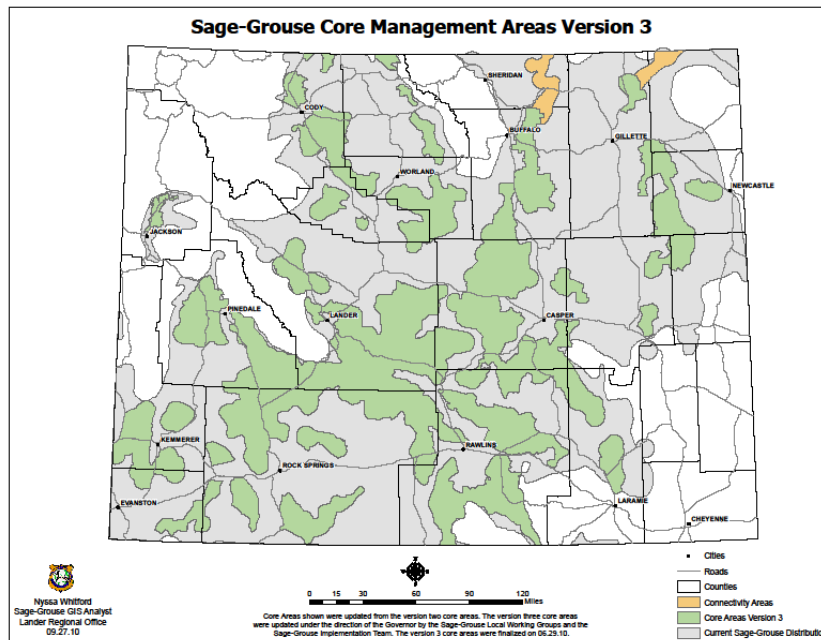 Sage-Grouse Core Management Areas Version 3
SHERIDAN
CODY
BUFFALO
GILLETTE
WORLAND
NEWCASTLE
JACKSON
PINEDALE
LANDER
CASPER
KEMMERER
RAWLINS
ROCK SPRINGS
EVANSTON
LARAMIE
CHEYENNE
Nyssa Whitford
Sage-Grouse GIS Analyst
Lander Regional Office
09.27.10
N
W E
S
0 15 30 60 90 120
Miles
Core Areas shown were updated from the version two core areas. The version three core areas
were updated under the direction of the Governor by the Sage-Grouse Local Working Groups and the
Sage-Grouse Implementation Team. The version 3 core areas were finalized on 06.29.10.
Cities
Roads
Counties
Connectivity Areas
Core Areas Version 3
Current Sage-Grouse Distributio